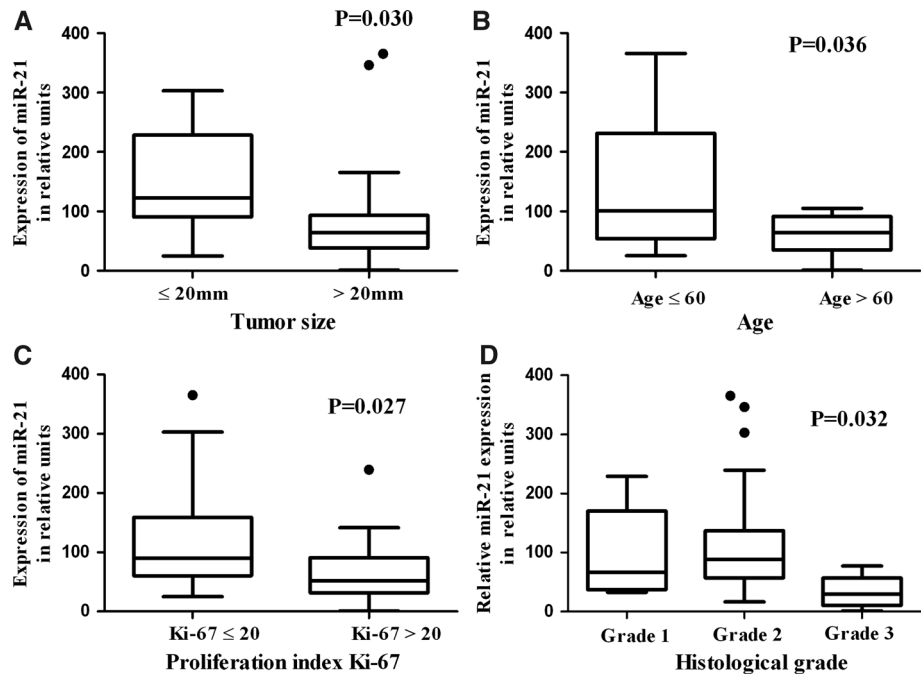 A
P=0.030
Expression of miR-21
in relative units
400
300
200
100
0
≤ 20mm
> 20mm
Tumor size
B
P=0.036
Expression of miR-21
in relative units
400
300
200
100
0
Age ≤ 60
Age > 60
Age
C
P=0.027
Expression of miR-21
in relative units
400
300
200
100
0
Ki-67 ≤ 20
Ki-67 > 20
Proliferation index Ki-67
D
P=0.032
Relative miR-21 expression
in relative units
400
300
200
100
0
Grade 1
Grade 2
Grade 3
Histological grade